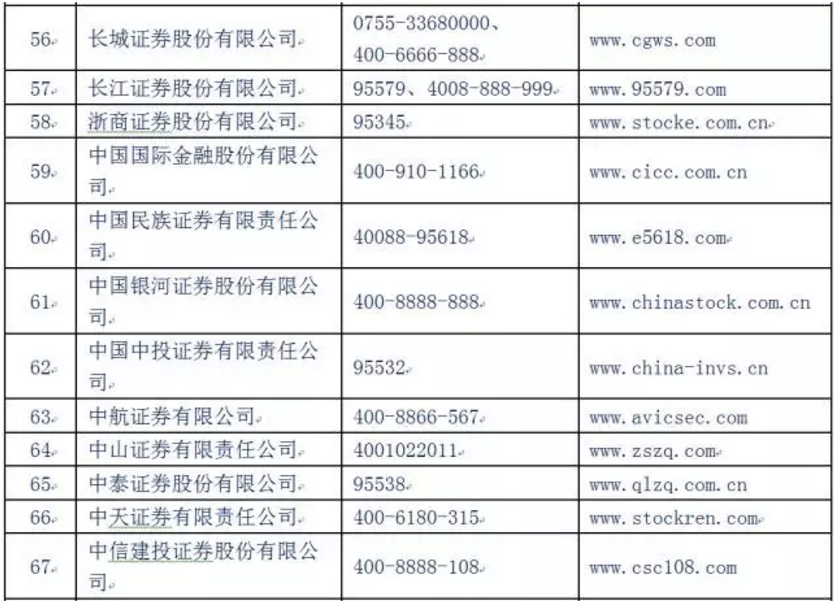 56 长城证券股份有限公司 0755-33680000、 400-6666-888 www.cgws.com
57 长江证券股份有限公司 95579、4008-888-999 www.95579.com
58 浙商证券股份有限公司 95345 www.stocke.com.cn
59 中国国际金融股份有限公司 400-910-1166 www.cicc.com.cn
60 中国民族证券有限责任公司 40088-95618 www.e5618.com
61 中国银河证券股份有限公司 400-8888-888 www.chinastock.com.cn
62 中国中投证券有限责任公司 95532 www.china-invs.cn
63 中航证券有限公司 400-8866-567 www.avicsec.com
64 中山证券有限责任公司 4001022011 www.zszq.com
65 中泰证券股份有限公司 95538 www.qlzq.com.cn
66 中天证券有限责任公司 400-6180-315 www.stockren.com
67 中信建投证券股份有限公司 400-8888-108 www.csc108.com